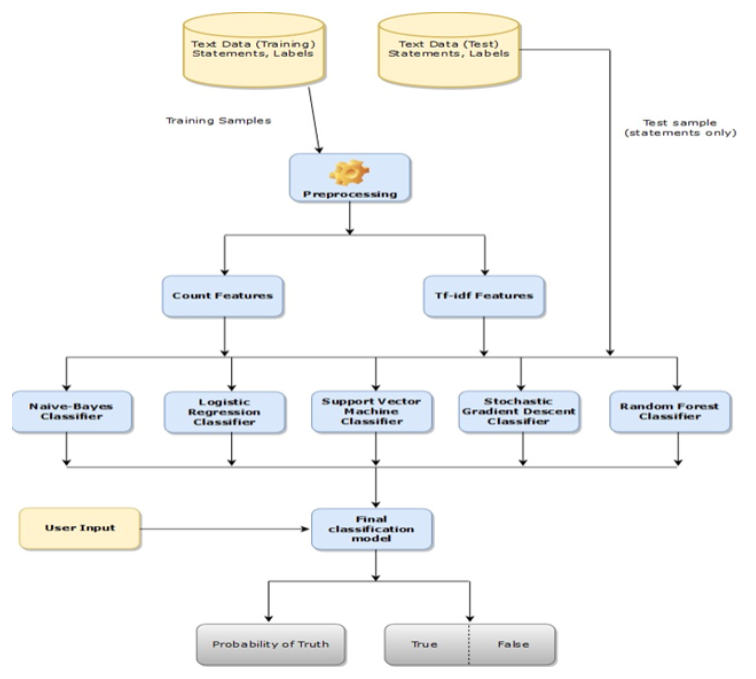 Text Data (Training)
Statements, Labels
Text Data (Test)
Statements, Labels
Training Samples
Test sample
(statements only)
Preprocessing
Count Features
Tf-idf Features
Naive-Bayes
Classifier
Logistic
Regression
Classifier
Support Vector
Machine
Classifier
Stochastic
Gradient Descent
Classifier
Random Forest
Classifier
User Input
Final
classification
model
Probability of Truth
True
False